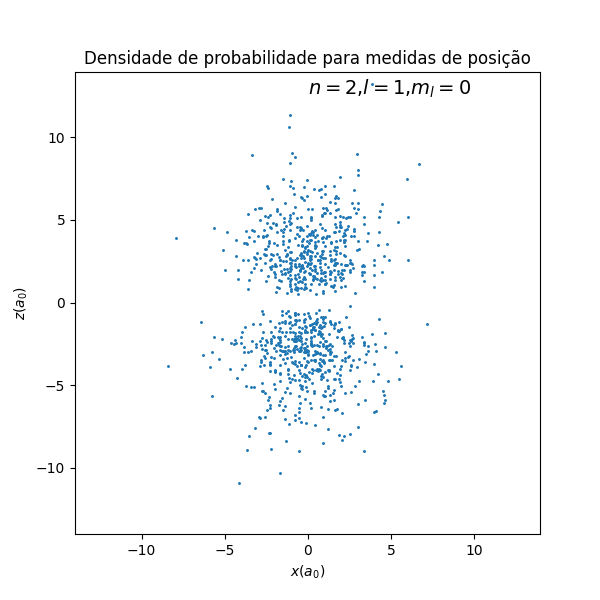 Densidade de probabilidade para medidas de posição
n = 2,l = 1,mₗ = 0
10
5
0
−5
−10
z(a₀)
−10 −5 0 5 10
x(a₀)